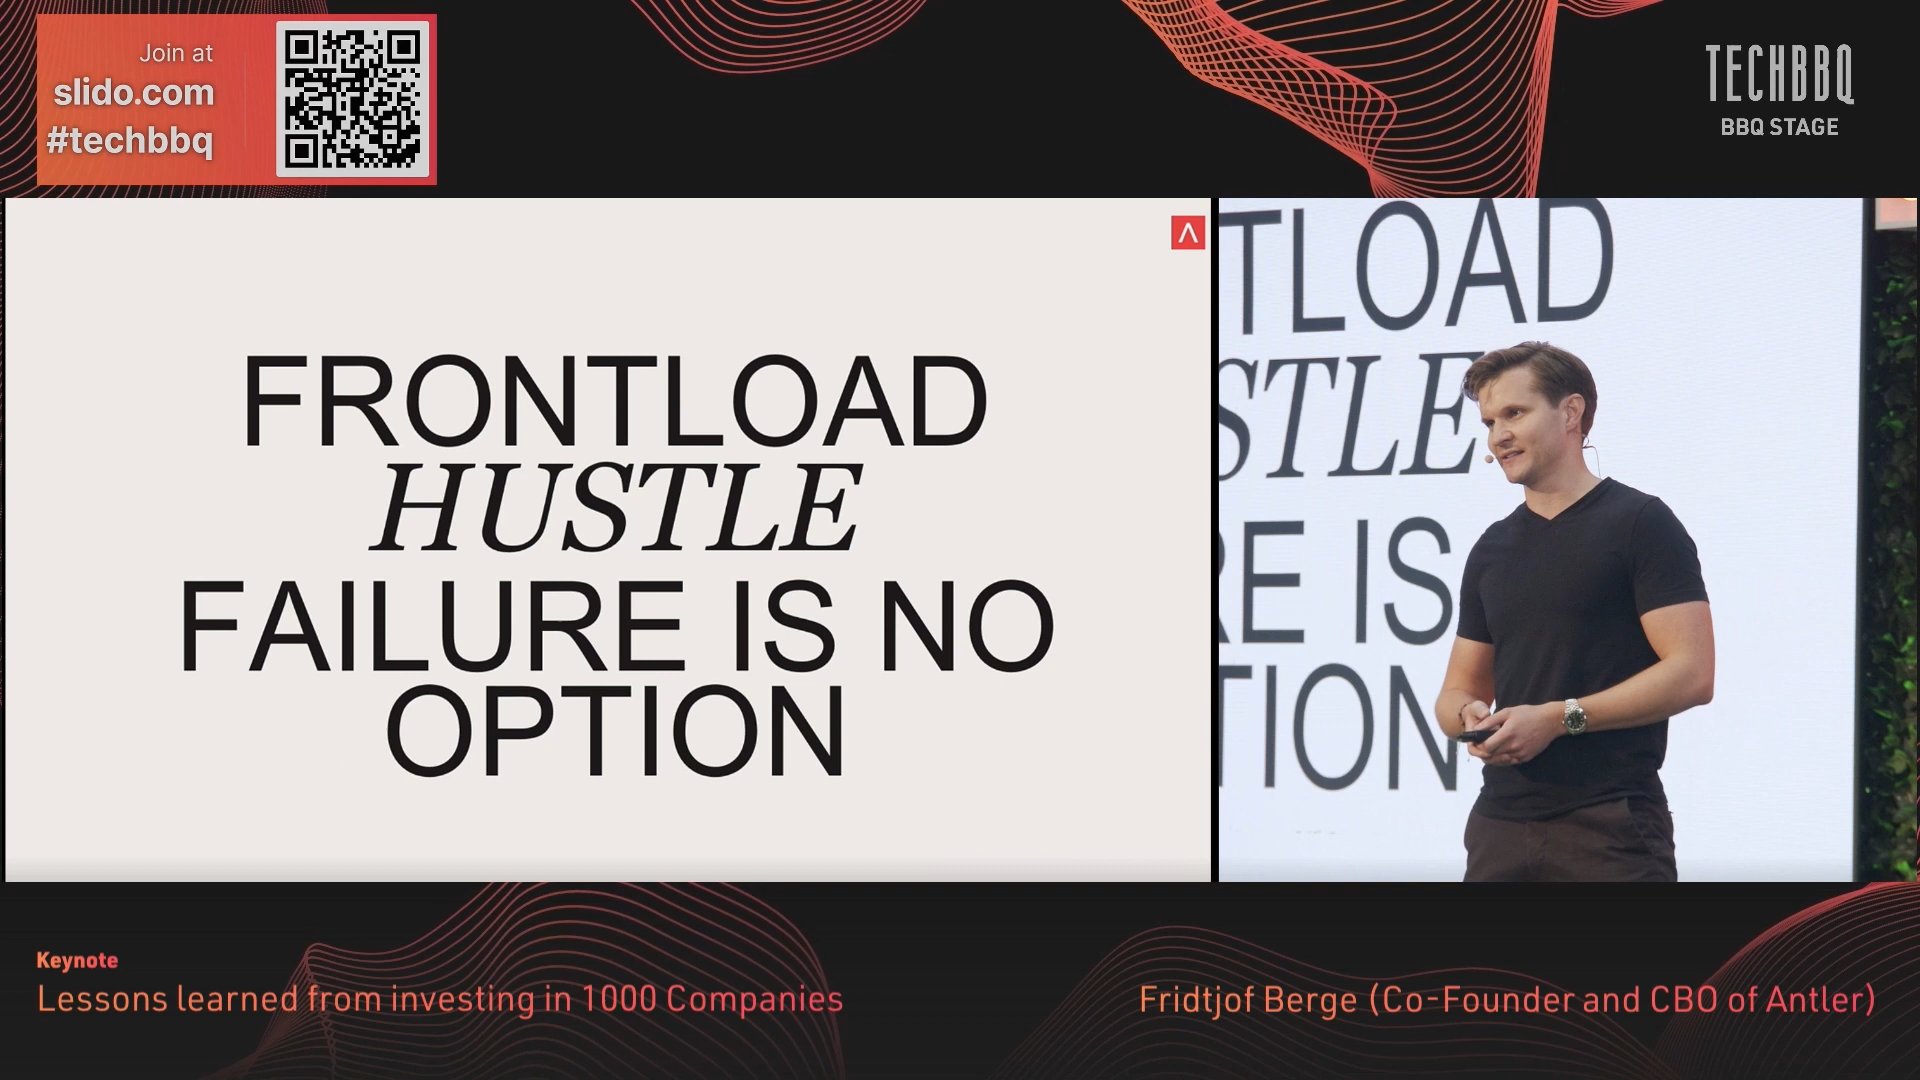 Join at
slido.com
#techbbq
TECHBBQ
BBQ STAGE
FRONTLOAD
HUSTLE
FAILURE IS NO
OPTION
TLOAD
STLE
RE IS
TION
Keynote
Lessons learned from investing in 1000 Companies
Fridtjof Berge (Co-Founder and CBO of Antler)